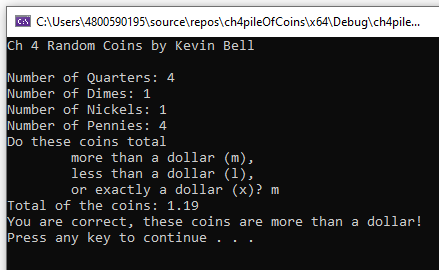 C:\Users\4800590195\source\repos\ch4pileOfCoins\x64\Debug\ch4pile...
Ch 4 Random Coins by Kevin Bell
Number of Quarters: 4
Number of Dimes: 1
Number of Nickels: 1
Number of Pennies: 4
Do these coins total
more than a dollar (m),
less than a dollar (l),
or exactly a dollar (x)? m
Total of the coins: 1.19
You are correct, these coins are more than a dollar!
Press any key to continue . . .